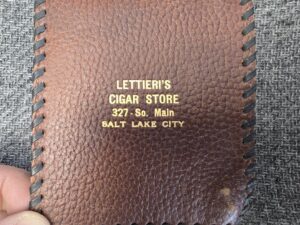 LETTIERI'S
CIGAR STORE
327 - So. Main
SALT LAKE CITY